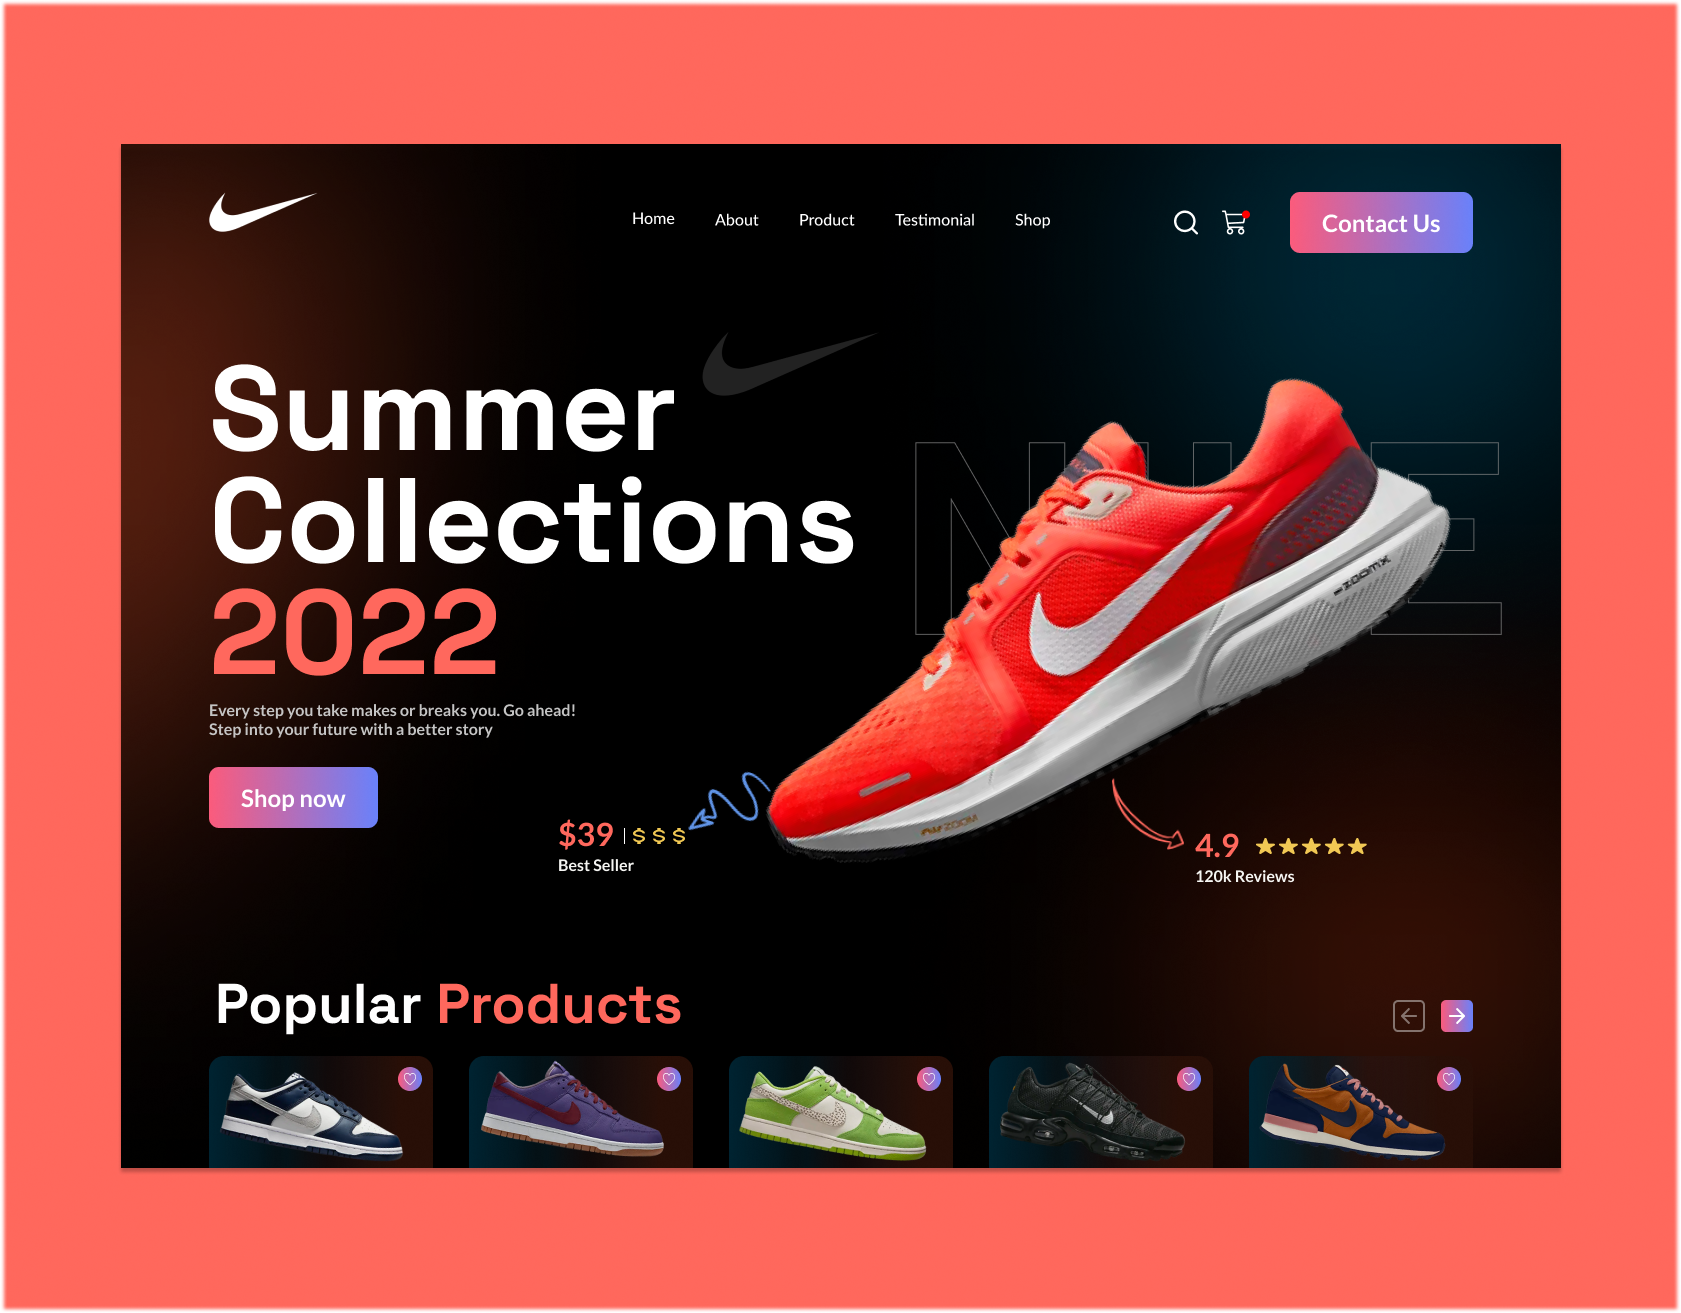 Home About Product Testimonial Shop
Contact Us
NIKE
Summer
Collections
2022
Every step you take makes or breaks you. Go ahead!
Step into your future with a better story
Shop now
ZOOMX
ZOOM
$39 | $ $ $
Best Seller
4.9 ★★★★★
120k Reviews
Popular Products